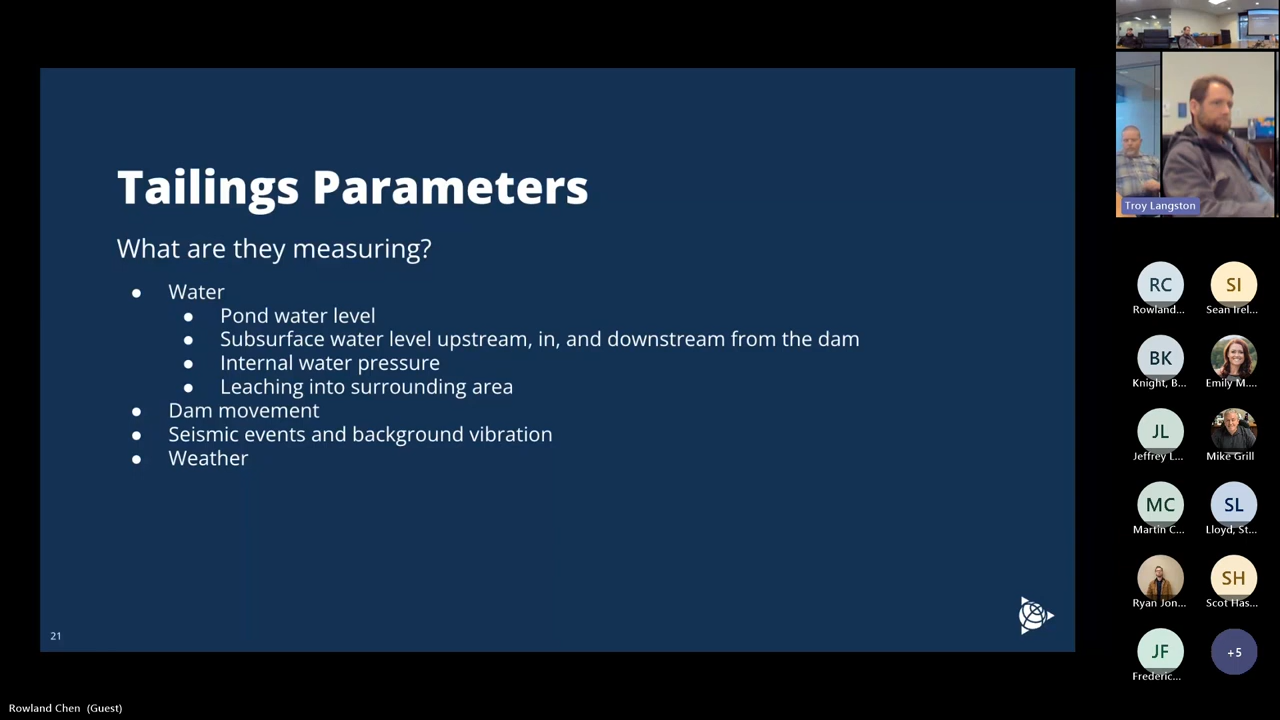 Tailings Parameters
What are they measuring?
● Water
● Pond water level
● Subsurface water level upstream, in, and downstream from the dam
● Internal water pressure
● Leaching into surrounding area
● Dam movement
● Seismic events and background vibration
● Weather
21
Troy Langston
RC
Rowland...
SI
Sean Irel...
BK
Knight, B...
Emily M....
JL
Jeffrey L...
Mike Grill
MC
Martin C...
SL
Lloyd, St...
Ryan Jon...
SH
Scot Has...
JF
Frederic...
+5
Rowland Chen (Guest)